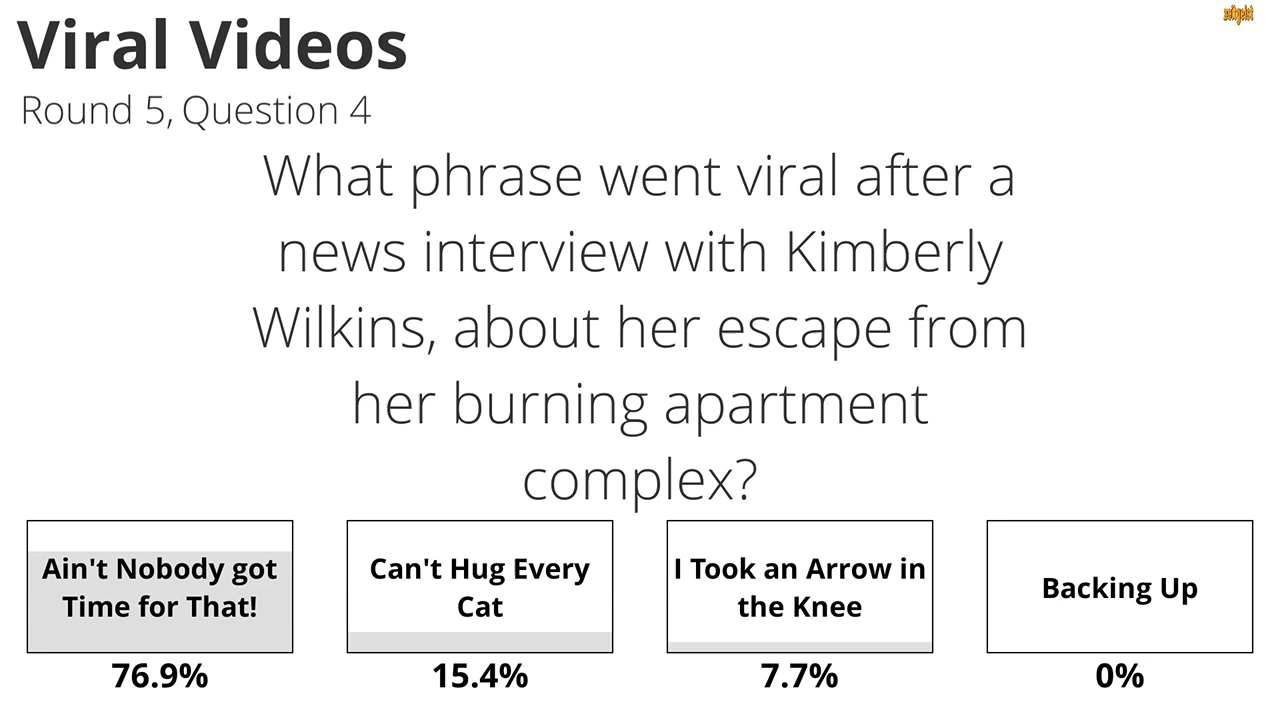 zeitgeist
Viral Videos
Round 5, Question 4
What phrase went viral after a
news interview with Kimberly
Wilkins, about her escape from
her burning apartment
complex?
Ain't Nobody got
Time for That!
Can't Hug Every
Cat
I Took an Arrow in
the Knee
Backing Up
76.9%
15.4%
7.7%
0%